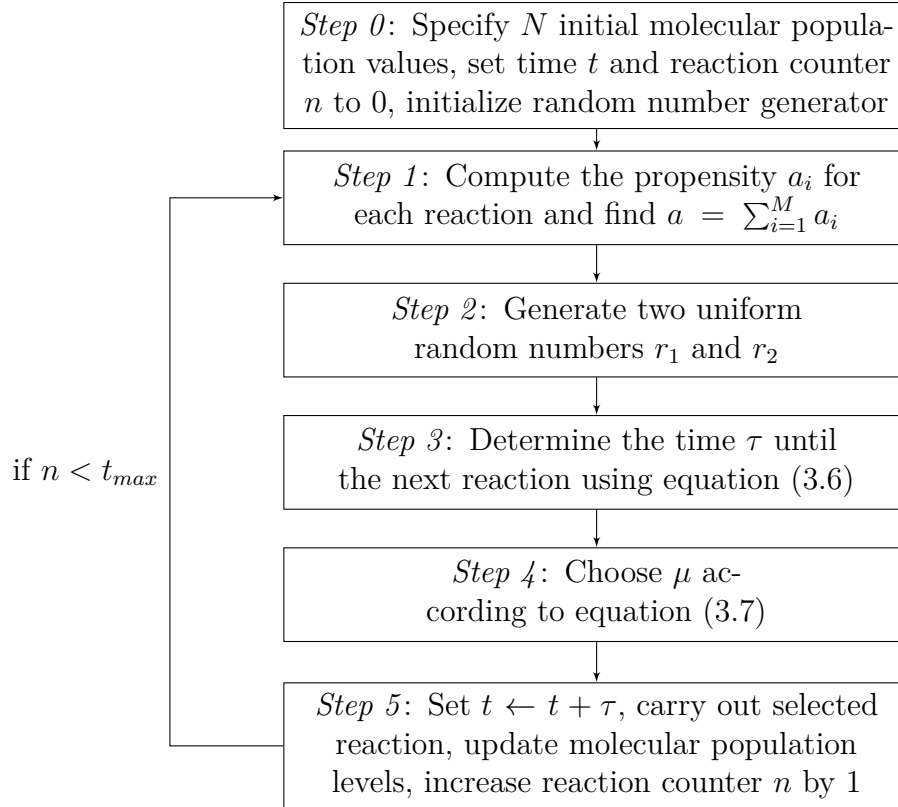 Step 0: Specify N initial molecular popula-
tion values, set time t and reaction counter
n to 0, initialize random number generator
Step 1: Compute the propensity a_i for
each reaction and find a = ∑_{i=1}^{M} a_i
Step 2: Generate two uniform
random numbers r_1 and r_2
Step 3: Determine the time τ until
the next reaction using equation (3.6)
if n < t_{max}
Step 4: Choose μ ac-
cording to equation (3.7)
Step 5: Set t ← t + τ, carry out selected
reaction, update molecular population
levels, increase reaction counter n by 1